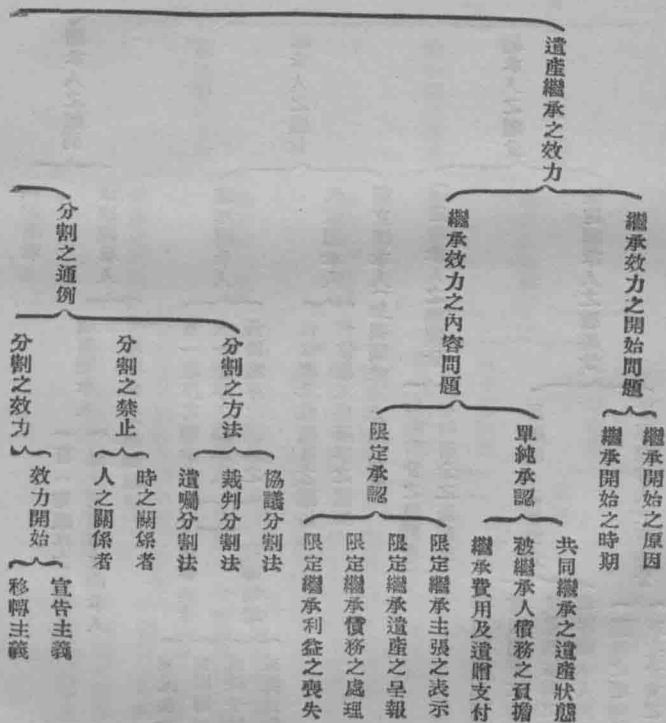 遺產繼承之效力
繼承效力之開始問題
繼承開始之原因
繼承開始之時期
繼承效力之內容問題
單純承認
共同繼承之遺產狀態
被繼承人債務之負擔
繼承費用及遺贈支付
限定承認
限定繼承主張之表示
限定繼承遺產之呈報
限定繼承債務之處理
限定繼承利益之喪失
分割之通例
分割之方法
協議分割法
裁判分割法
遺囑分割法
分割之禁止
時之關係者
人之關係者
分割之效力
效力開始
宣告主義
移轉主義